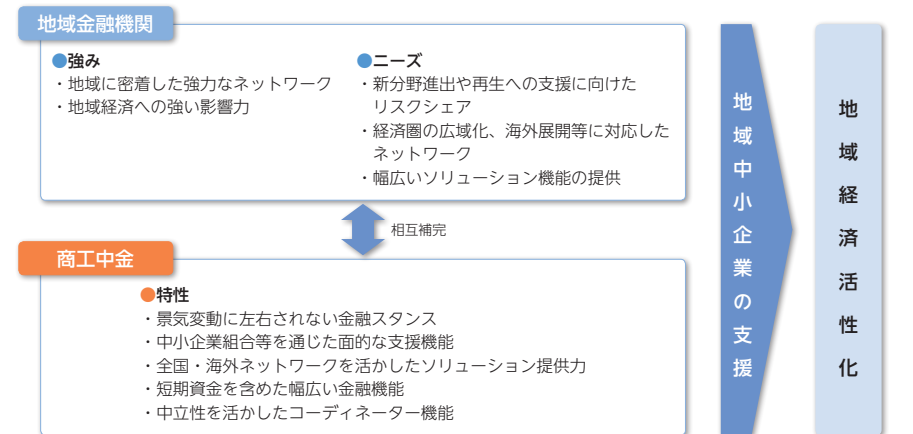 地域金融機関
●強み
・地域に密着した強力なネットワーク
・地域経済への強い影響力
●ニーズ
・新分野進出や再生への支援に向けた
リスクシェア
・経済圏の広域化、海外展開等に対応した
ネットワーク
・幅広いソリューション機能の提供
相互補完
商工中金
●特性
・景気変動に左右されない金融スタンス
・中小企業組合等を通じた面的な支援機能
・全国・海外ネットワークを活かしたソリューション提供力
・短期資金を含めた幅広い金融機能
・中立性を活かしたコーディネーター機能
地域中小企業の支援
地域経済活性化